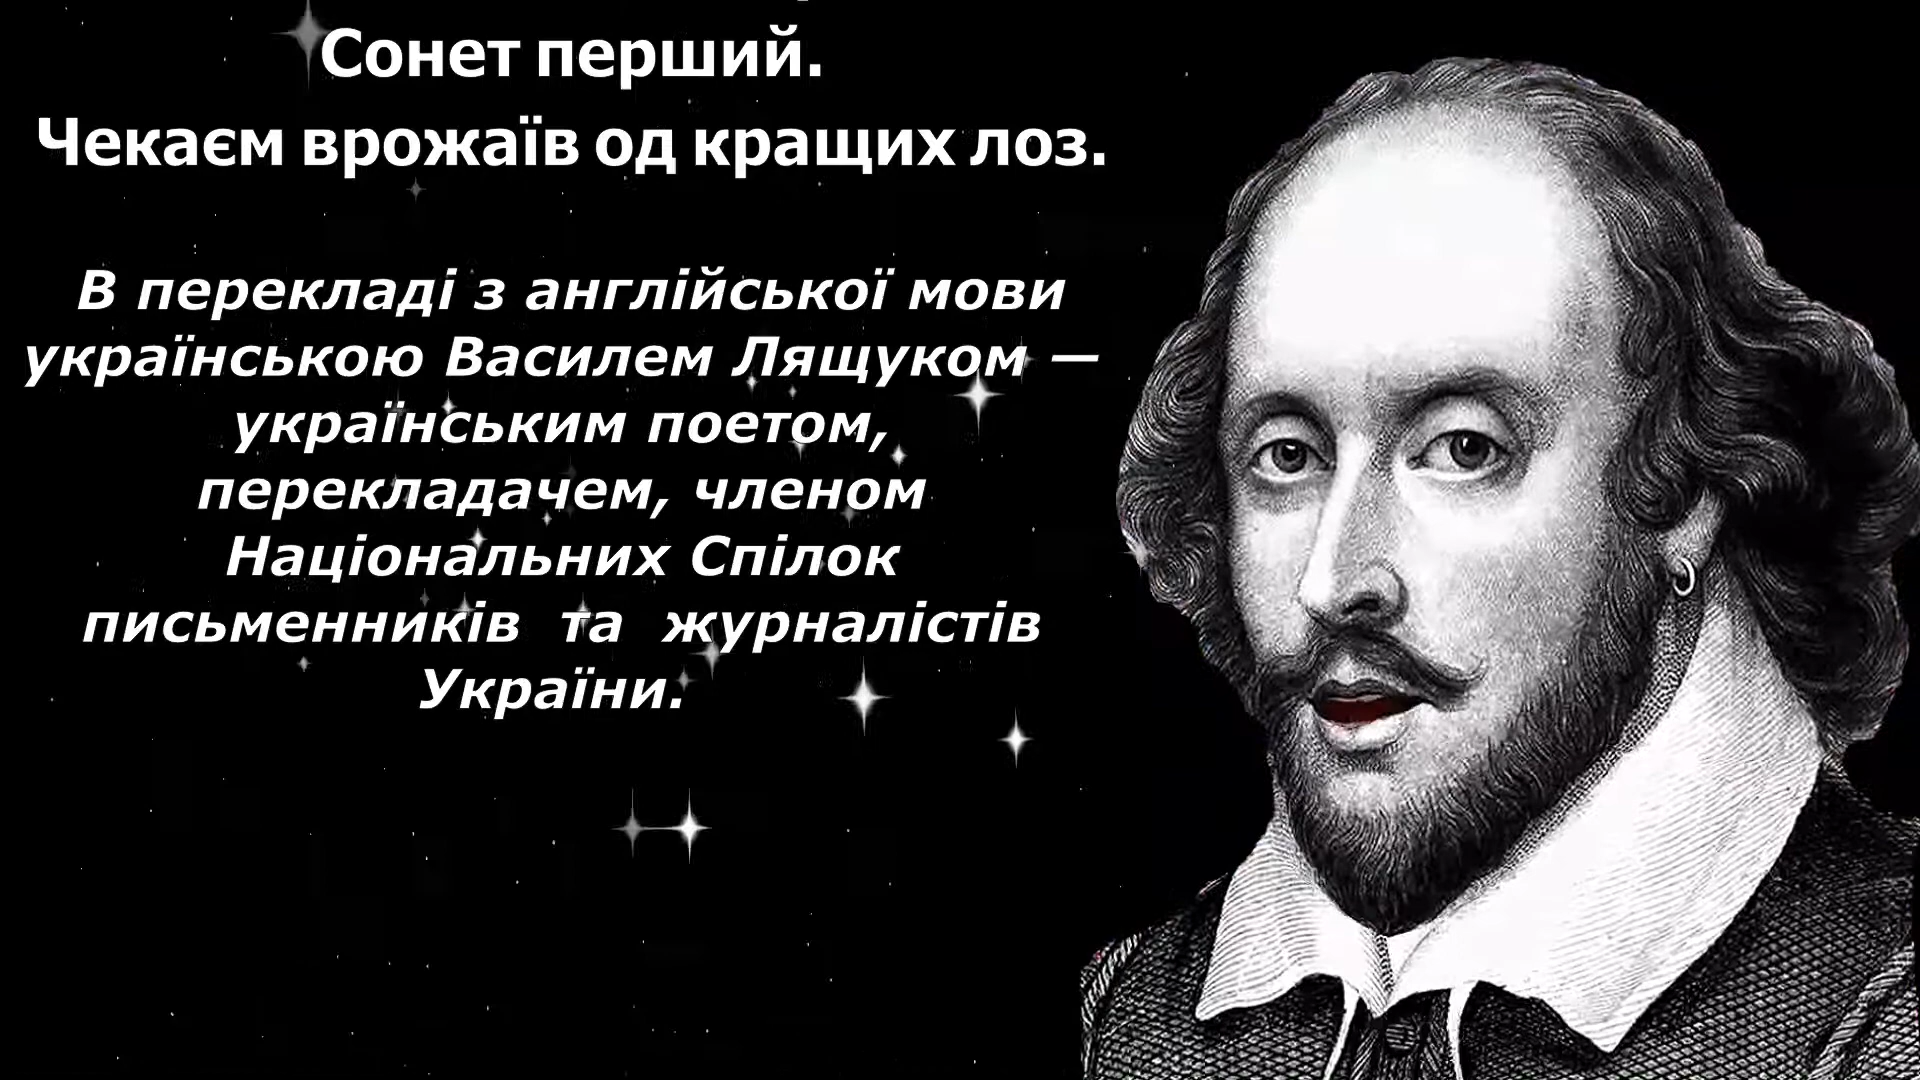 Сонет перший.
Чекаєм врожаїв од кращих лоз.
В перекладі з англійської мови
українською Василем Лящуком —
українським поетом,
перекладачем, членом
Національних Спілок
письменників та журналістів
України.